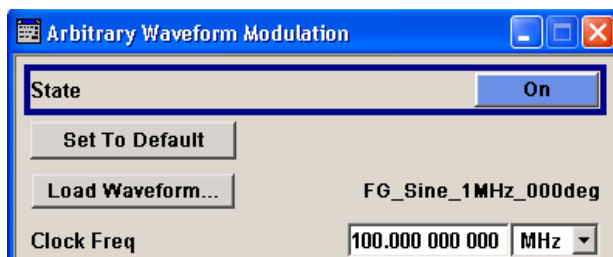 Arbitrary Waveform Modulation
State On
Set To Default
Load Waveform... FG_Sine_1MHz_000deg
Clock Freq 100.000 000 000 MHz